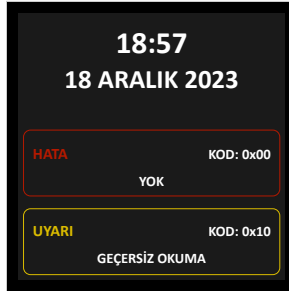 18:57
18 ARALIK 2023
HATA KOD: 0x00
YOK
UYARI KOD: 0x10
GEÇERSİZ OKUMA